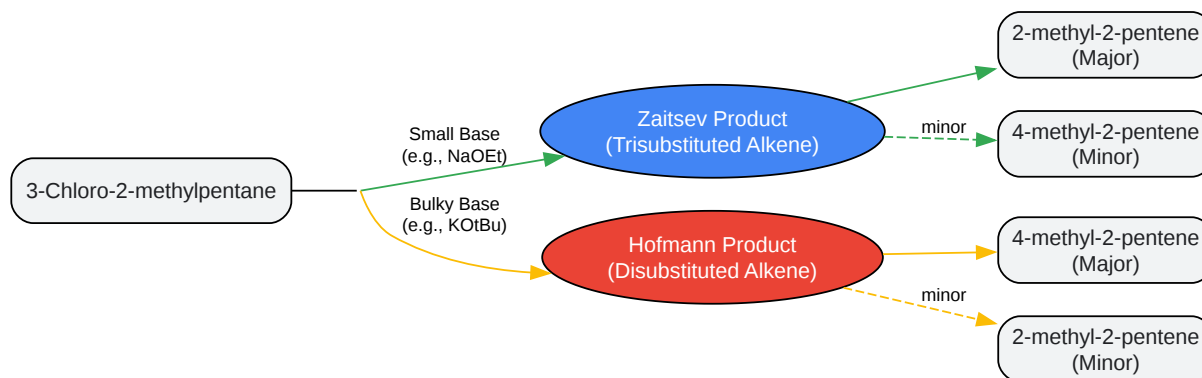 3-Chloro-2-methylpentane
Small Base
(e.g., NaOEt)
Bulky Base
(e.g., KOtBu)
Zaitsev Product
(Trisubstituted Alkene)
Hofmann Product
(Disubstituted Alkene)
minor
minor
2-methyl-2-pentene
(Major)
4-methyl-2-pentene
(Minor)
4-methyl-2-pentene
(Major)
2-methyl-2-pentene
(Minor)